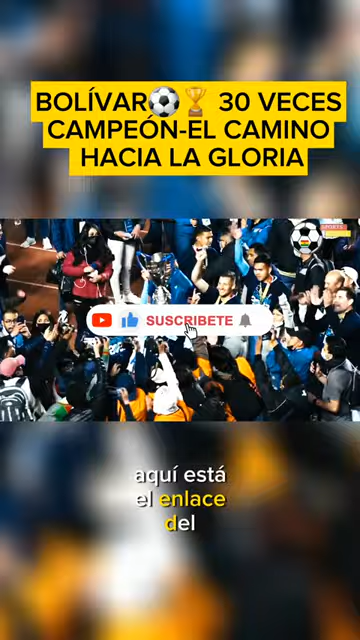 BOLÍVAR⚽🏆 30 VECES
CAMPEÓN-EL CAMINO
HACIA LA GLORIA
SUSCRIBETE
aquí está
el enlace
del